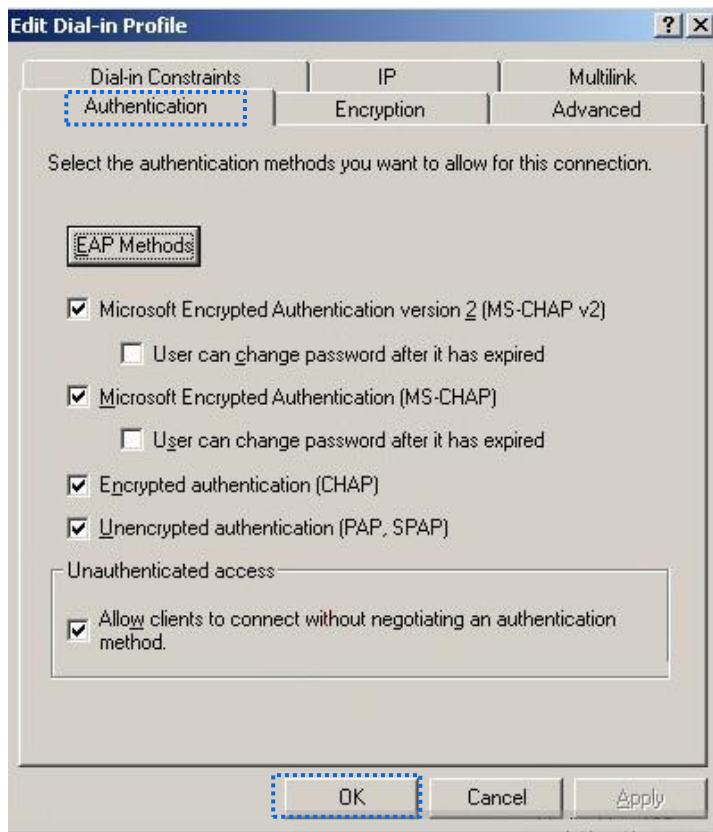 Edit Dial-in Profile
Dial-in Constraints IP Multilink
Authentication Encryption Advanced
Select the authentication methods you want to allow for this connection.
EAP Methods
Microsoft Encrypted Authentication version 2 (MS-CHAP v2)
User can change password after it has expired
Microsoft Encrypted Authentication (MS-CHAP)
User can change password after it has expired
Encrypted authentication (CHAP)
Unencrypted authentication (PAP, SPAP)
Unauthenticated access
Allow clients to connect without negotiating an authentication
method.
OK Cancel Apply